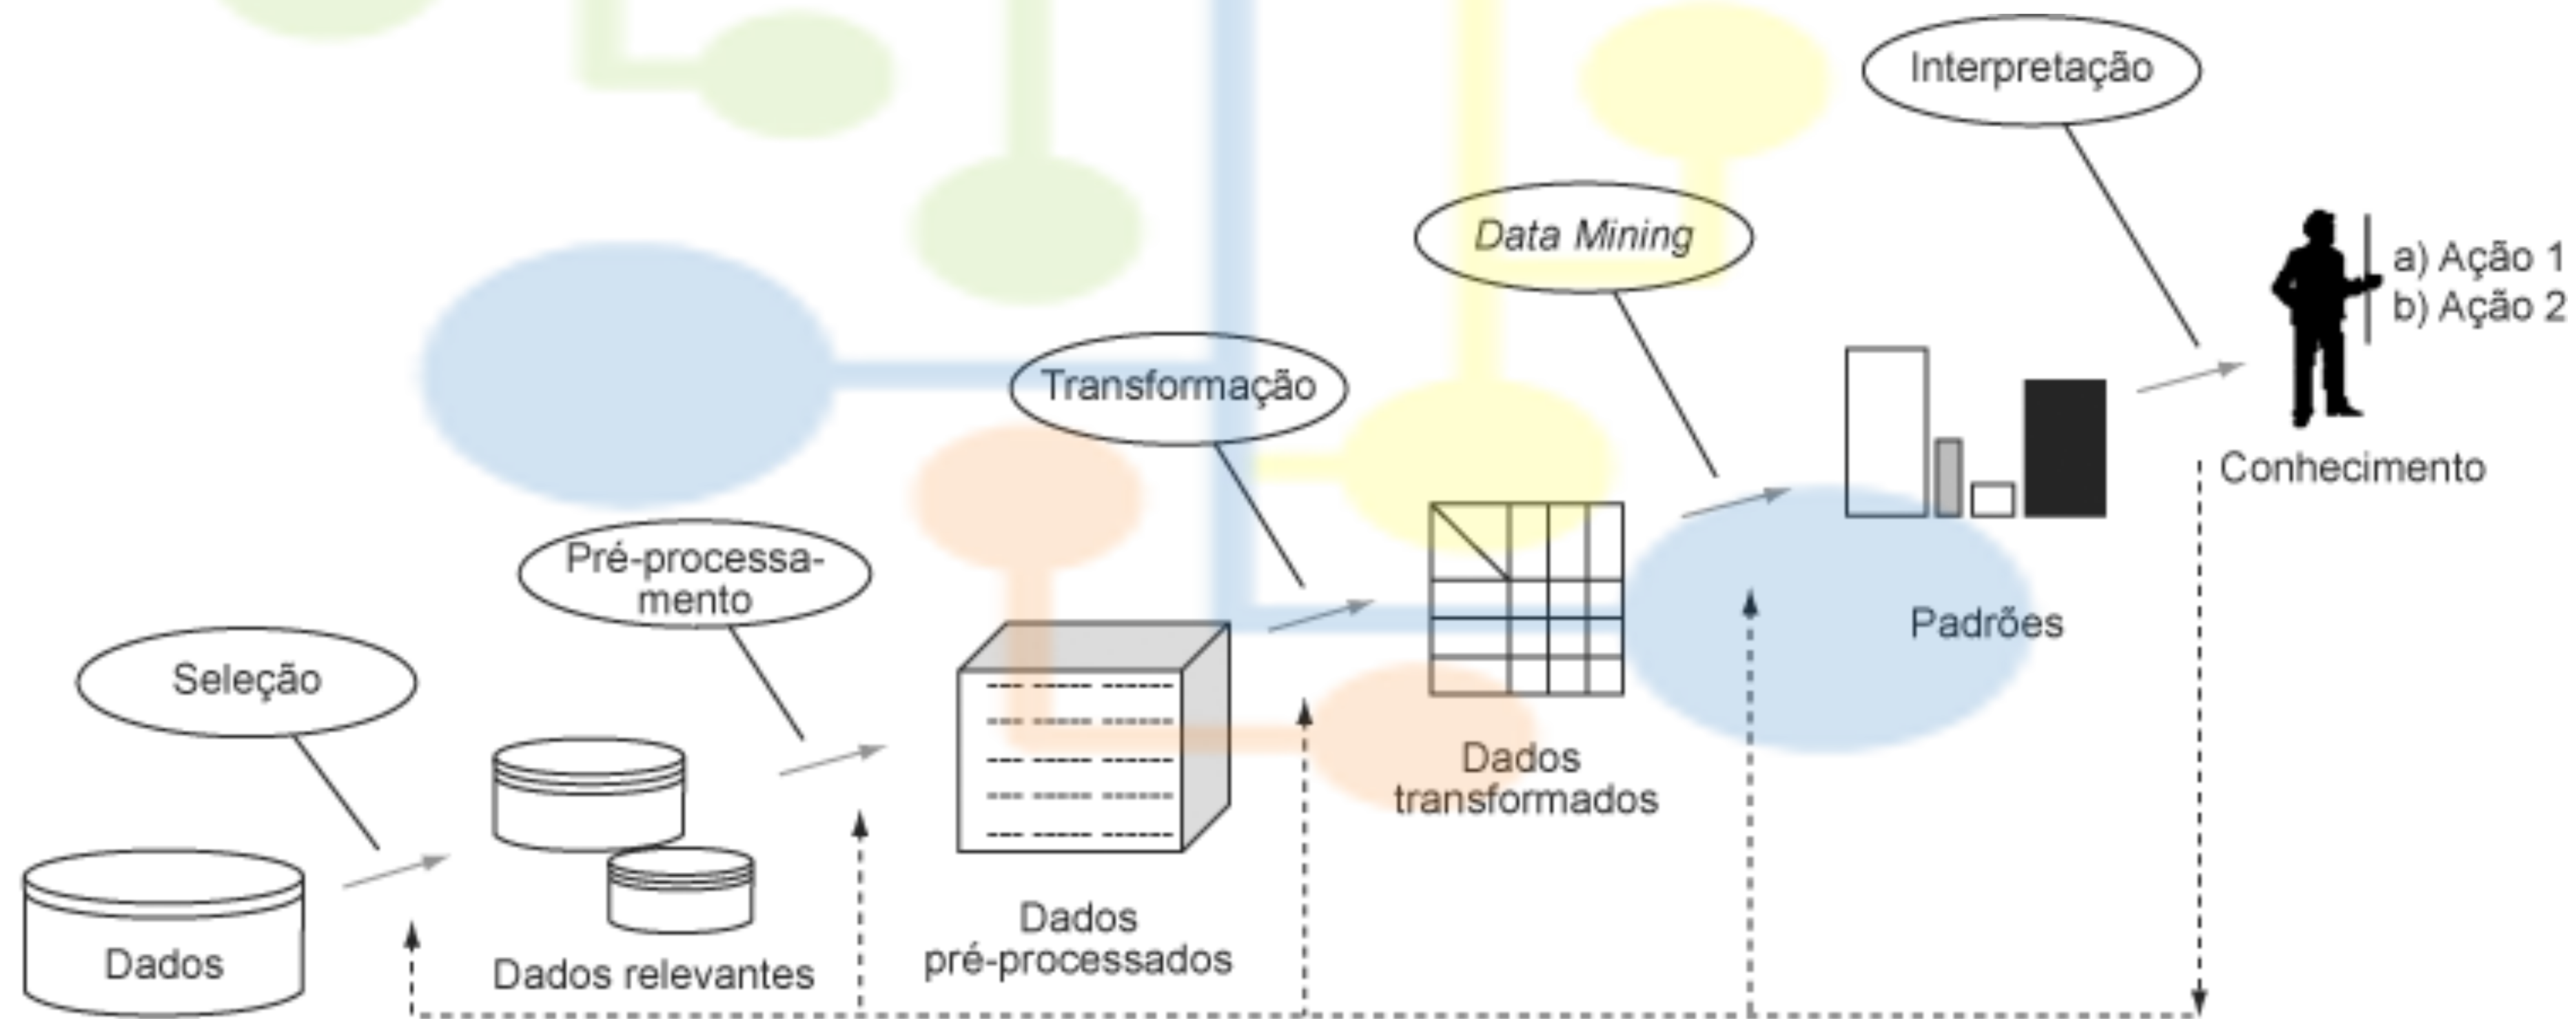 Interpretação
Data Mining
a) Ação 1
b) Ação 2
Transformação
Conhecimento
Pré-processa-
mento
Padrões
Seleção
Dados
transformados
Dados
pré-processados
Dados relevantes
Dados